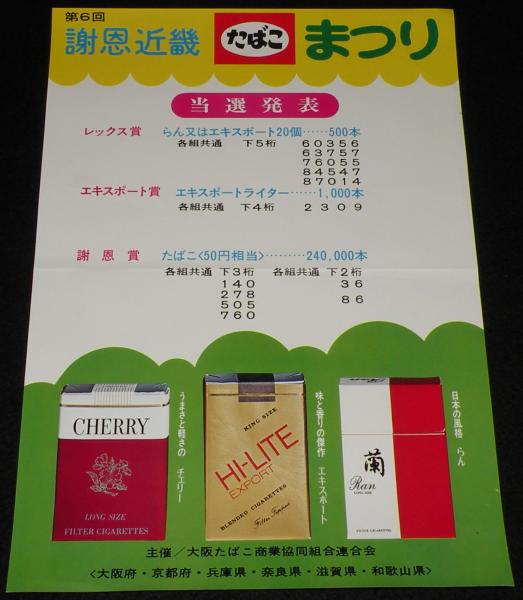 第6回
謝恩近畿 たばこ まつり
当選発表
レックス賞 らん又はエキスポート20個……500本
各組共通 下5桁 60356
63757
76055
84547
87014
エキスポート賞 エキスポートライター……1,000本
各組共通 下4桁 2309
謝恩賞 たばこ<50円相当>………240,000本
各組共通 下3桁 各組共通 下2桁
140 36
278
505 86
760
うまさと軽さの チェリー
CHERRY
LONG SIZE
FILTER CIGARETTES
味と香りの傑作 エキスポート
KING SIZE
HI-LITE
EXPORT
BLENDED CIGARETTES
Filter Tipped
日本の風格 らん
Ran
蘭
Ran
LONG SIZE
FILTER CIGARETTES
主催/大阪たばこ商業協同組合連合会
<大阪府・京都府・兵庫県・奈良県・滋賀県・和歌山県>